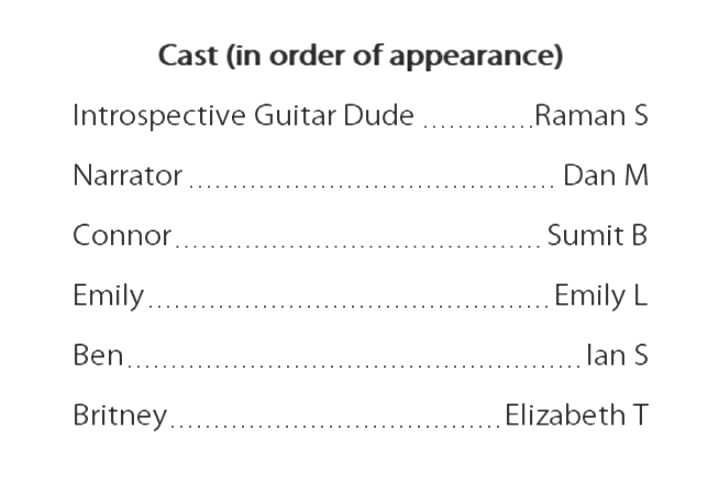 Cast (in order of appearance)
Introspective Guitar Dude .............Raman S
Narrator .......................................... Dan M
Connor.......................................... Sumit B
Emily.............................................. Emily L
Ben.................................................... Ian S
Britney...................................... Elizabeth T